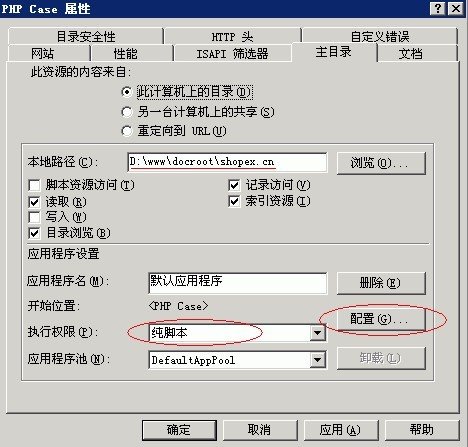 PHP Case 属性
目录安全性 HTTP 头 自定义错误
网站 性能 ISAPI 筛选器 主目录 文档
此资源的内容来自:
此计算机上的目录(D)
另一台计算机上的共享(S)
重定向到 URL(U)
本地路径(C): D:\www\docroot\shopex.cn 浏览(O)...
脚本资源访问(T) 记录访问(V)
读取(R) 索引资源(I)
写入(W)
目录浏览(B)
应用程序设置
应用程序名(M): 默认应用程序 删除(E)
开始位置: <PHP Case>
配置(G)...
执行权限(P): 纯脚本
应用程序池(N): DefaultAppPool 卸载(L)
确定 取消 应用(A) 帮助